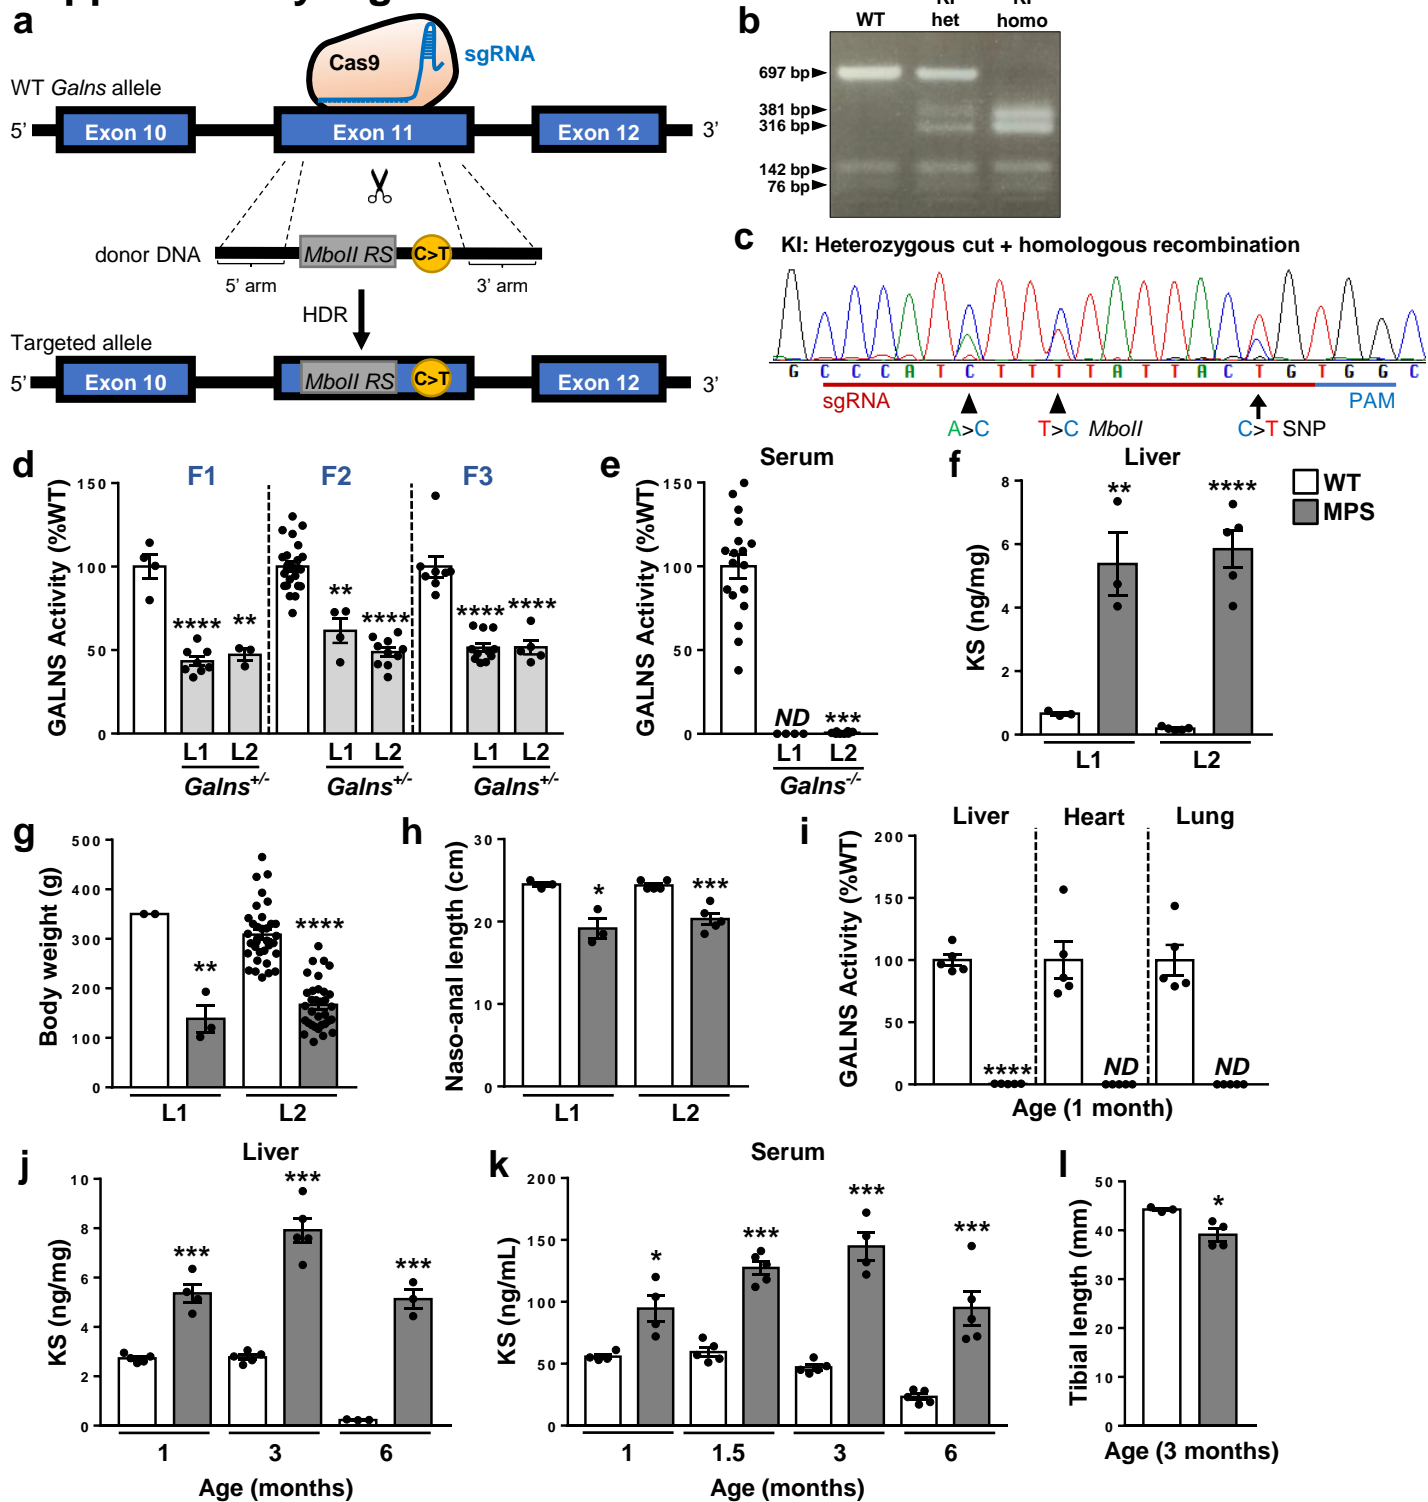 a
Cas9
sgRNA
WT Galns allele
5’
Exon 10
Exon 11
Exon 12
3’
donor DNA
MboII RS
C>T
5’ arm
3’ arm
HDR
Targeted allele
5’
Exon 10
MboII RS
C>T
Exon 12
3’
b
WT
het
homo
697 bp
381 bp
316 bp
142 bp
76 bp
c
KI: Heterozygous cut + homologous recombination
G C C C A T C T T T A T T A C T G T G G C
sgRNA
PAM
A>C
T>C MboII
C>T SNP
d
F1
F2
F3
GALNS Activity (%WT)
150
100
50
0
**** **
** ****
**** ****
L1 L2
L1 L2
L1 L2
Galns+/-
Galns+/-
Galns+/-
e
Serum
GALNS Activity (%WT)
150
100
50
0
ND
***
L1 L2
Galns-/-
f
Liver
KS (ng/mg)
8
6
4
2
0
**
****
L1
L2
WT
MPS
g
Body weight (g)
500
400
300
200
100
0
**
****
L1
L2
h
Naso-anal length (cm)
30
20
10
0
*
***
L1
L2
i
Liver
Heart
Lung
GALNS Activity (%WT)
200
150
100
50
0
****
ND
ND
Age (1 month)
j
Liver
KS (ng/mg)
10
8
6
4
2
0
***
***
***
1
3
6
Age (months)
k
Serum
KS (ng/mL)
200
150
100
50
0
*
***
***
***
1
1.5
3
6
Age (months)
l
Tibial length (mm)
50
40
30
20
10
0
*
Age (3 months)